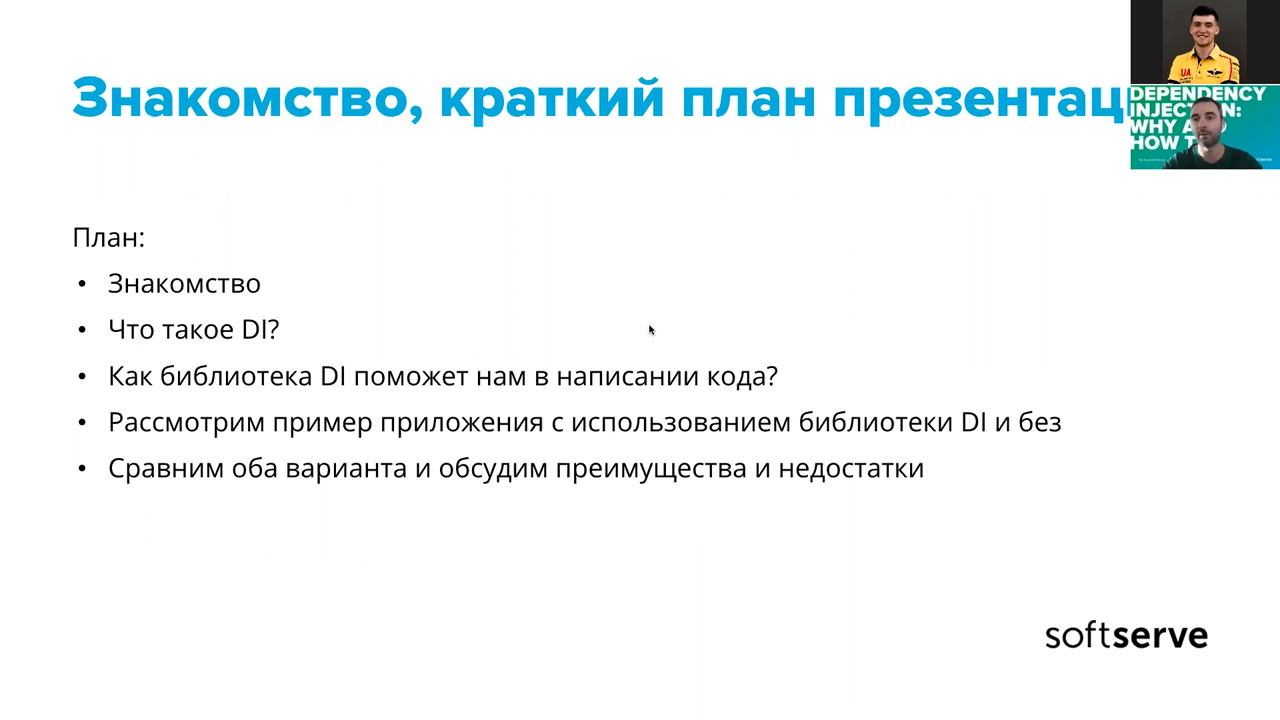 Знакомство, краткий план презентац
План:
• Знакомство
• Что такое DI?
• Как библиотека DI поможет нам в написании кода?
• Рассмотрим пример приложения с использованием библиотеки DI и без
• Сравним оба варианта и обсудим преимущества и недостатки
softserve
UA
DEPENDENCY
WHY
HOW